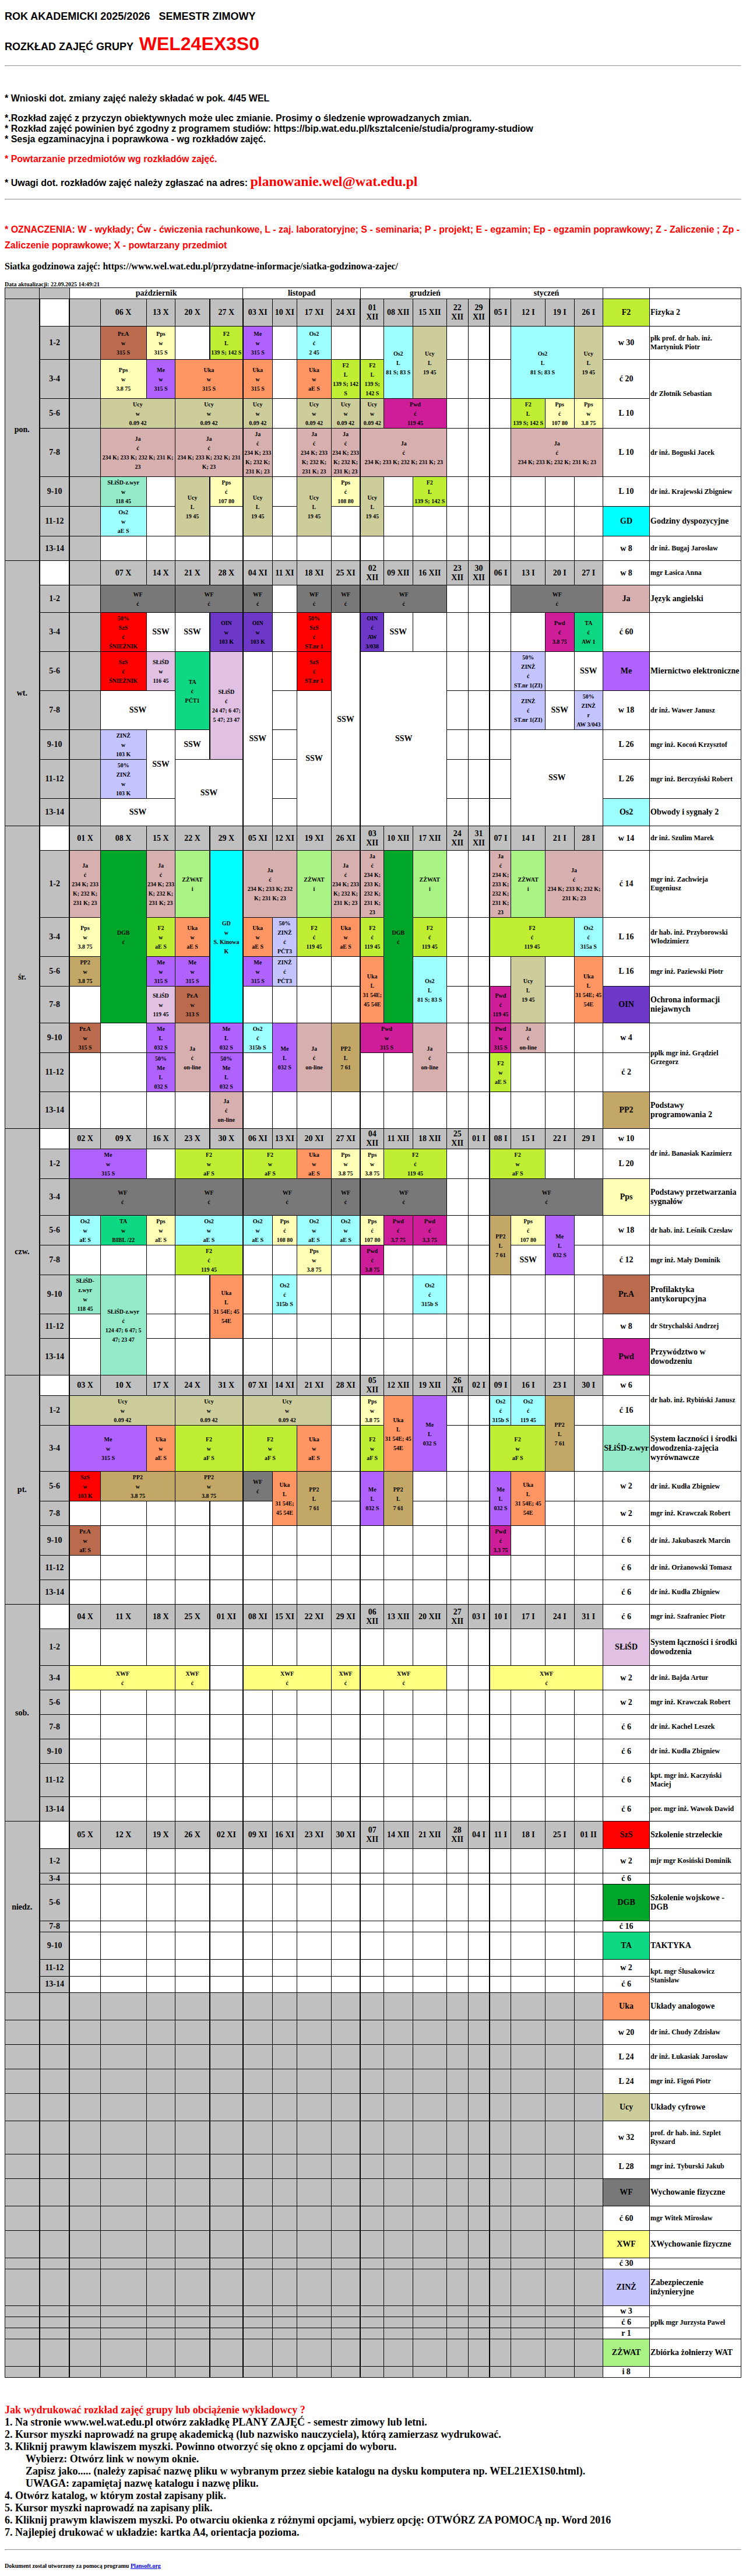 ROK AKADEMICKI 2025/2026 SEMESTR ZIMOWY
ROZKŁAD ZAJĘĆ GRUPY WEL24EX3S0
* Wnioski dot. zmiany zajęć należy składać w pok. 4/45 WEL
*.Rozkład zajęć z przyczyn obiektywnych może ulec zmianie. Prosimy o śledzenie wprowadzanych zmian.
* Rozkład zajęć powinien być zgodny z programem studiów: https://bip.wat.edu.pl/ksztalcenie/studia/programy-studiow
* Sesja egzaminacyjna i poprawkowa - wg rozkładów zajęć.
* Powtarzanie przedmiotów wg rozkładów zajęć.
* Uwagi dot. rozkładów zajęć należy zgłaszać na adres: planowanie.wel@wat.edu.pl
* OZNACZENIA: W - wykłady; Ćw - ćwiczenia rachunkowe, L - zaj. laboratoryjne; S - seminaria; P - projekt; E - egzamin; Ep - egzamin poprawkowy; Z - Zaliczenie ; Zp -
Zaliczenie poprawkowe; X - powtarzany przedmiot
Siatka godzinowa zajęć: https://www.wel.wat.edu.pl/przydatne-informacje/siatka-godzinowa-zajec/
Data aktualizacji: 22.09.2025 14:49:21
październik listopad grudzień styczeń
pon. 06 X 13 X 20 X 27 X 03 XI 10 XI 17 XI 24 XI 01 XII 08 XII 15 XII 22 XII 29 XII 05 I 12 I 19 I 26 I F2 Fizyka 2
1-2 Pr.A w 315 S Pps w 315 S F2 L 139 S; 142 S Me w 315 S Os2 ć 2 45 Os2 L 81 S; 83 S Ucy L 19 45 Os2 L 81 S; 83 S Ucy L 19 45 w 30 płk prof. dr hab. inż. Martyniuk Piotr
3-4 Pps w 3.8 75 Me w 315 S Uka w 315 S Uka w 315 S Uka w aE S F2 L 139 S; 142 S F2 L 139 S; 142 S ć 20 dr Złotnik Sebastian
5-6 Ucy w 0.09 42 Ucy w 0.09 42 Ucy w 0.09 42 Ucy w 0.09 42 Ucy w 0.09 42 Ucy w 0.09 42 Pwd ć 119 45 F2 L 139 S; 142 S Pps ć 107 80 Pps w 3.8 75 L 10
7-8 Ja ć 234 K; 233 K; 232 K; 231 K; 23 Ja ć 234 K; 233 K; 232 K; 231 K; 23 Ja ć 234 K; 233 K; 232 K; 231 K; 23 Ja ć 234 K; 233 K; 232 K; 231 K; 23 Ja ć 234 K; 233 K; 232 K; 231 K; 23 Ja ć 234 K; 233 K; 232 K; 231 K; 23 Ja ć 234 K; 233 K; 232 K; 231 K; 23 L 10 dr inż. Boguski Jacek
9-10 SŁiŚD-z.wyr w 118 45 Ucy L 19 45 Pps ć 107 80 Ucy L 19 45 Ucy L 19 45 Pps ć 108 80 Ucy L 19 45 F2 L 139 S; 142 S L 10 dr inż. Krajewski Zbigniew
11-12 Os2 w aE S GD Godziny dyspozycyjne
13-14 w 8 dr inż. Bugaj Jarosław
wt. 07 X 14 X 21 X 28 X 04 XI 11 XI 18 XI 25 XI 02 XII 09 XII 16 XII 23 XII 30 XII 06 I 13 I 20 I 27 I w 8 mgr Łasica Anna
1-2 WF ć WF ć WF ć WF ć WF ć WF ć WF ć Ja Język angielski
3-4 50% SzS ć ŚNIEŻNIK SSW SSW OIN w 103 K OIN w 103 K 50% SzS ć ST.nr 1 OIN ć AW 3/030 SSW Pwd ć 3.8 75 TA ć AW 1 ć 60
5-6 SzS ć ŚNIEŻNIK SŁiŚD w 116 45 TA ć PĆT1 SŁiŚD ć 24 47; 6 47; 5 47; 23 47 SSW SzS ć ST.nr 1 SSW SSW 50% ZINŻ ć ST.nr 1(ZI) SSW Me Miernictwo elektroniczne
7-8 SSW SSW ZINŻ ć ST.nr 1(ZI) SSW 50% ZINŻ r AW 3/043 w 18 dr inż. Wawer Janusz
9-10 ZINŻ w 103 K SSW SSW SSW L 26 mgr inż. Kocoń Krzysztof
11-12 50% ZINŻ w 103 K SSW L 26 mgr inż. Berczyński Robert
13-14 SSW Os2 Obwody i sygnały 2
śr. 01 X 08 X 15 X 22 X 29 X 05 XI 12 XI 19 XI 26 XI 03 XII 10 XII 17 XII 24 XII 31 XII 07 I 14 I 21 I 28 I w 14 dr inż. Szulim Marek
1-2 Ja ć 234 K; 233 K; 232 K; 231 K; 23 DGB ć Ja ć 234 K; 233 K; 232 K; 231 K; 23 ZŻWAT i GD w S. Kinowa K Ja ć 234 K; 233 K; 232 K; 231 K; 23 ZŻWAT i Ja ć 234 K; 233 K; 232 K; 231 K; 23 Ja ć 234 K; 233 K; 232 K; 231 K; 23 DGB ć ZŻWAT i Ja ć 234 K; 233 K; 232 K; 231 K; 23 ZŻWAT i Ja ć 234 K; 233 K; 232 K; 231 K; 23 ć 14 mgr inż. Zachwieja Eugeniusz
3-4 Pps w 3.8 75 F2 w aE S Uka w aE S Uka w aE S 50% ZINŻ ć PĆT3 F2 ć 119 45 Uka w aE S F2 ć 119 45 F2 ć 119 45 F2 ć 119 45 Os2 ć 315a S L 16 dr hab. inż. Przyborowski Włodzimierz
5-6 PP2 w 3.8 75 Me w 315 S Me w 315 S Me w 315 S ZINŻ ć PĆT3 Uka L 31 54E; 45 54E Os2 L 81 S; 83 S Ucy L 19 45 Uka L 31 54E; 45 54E L 16 mgr inż. Paziewski Piotr
7-8 SŁiŚD w 119 45 Pr.A w 313 S Pwd ć 119 45 OIN Ochrona informacji niejawnych
9-10 Pr.A w 315 S Me L 032 S Ja ć on-line Me L 032 S Os2 ć 315b S Me L 032 S Ja ć on-line PP2 L 7 61 Pwd w 315 S Ja ć on-line Pwd w 315 S Ja ć on-line w 4 ppłk mgr inż. Grądziel Grzegorz
11-12 50% Me L 032 S 50% Me L 032 S F2 w aE S ć 2
13-14 Ja ć on-line PP2 Podstawy programowania 2
czw. 02 X 09 X 16 X 23 X 30 X 06 XI 13 XI 20 XI 27 XI 04 XII 11 XII 18 XII 25 XII 01 I 08 I 15 I 22 I 29 I w 10 dr inż. Banasiak Kazimierz
1-2 Me w 315 S F2 w aF S F2 w aF S Uka w aE S Pps w 3.8 75 Pps w 3.8 75 F2 ć 119 45 F2 w aF S L 20
3-4 WF ć WF ć WF ć WF ć WF ć WF ć Pps Podstawy przetwarzania sygnałów
5-6 Os2 w aE S TA w BIBL /22 Pps w aE S Os2 w aE S Os2 w aE S Pps ć 108 80 Os2 w aE S Os2 w aE S Pps ć 107 80 Pwd ć 3.7 75 Pwd ć 3.3 75 PP2 L 7 61 Pps ć 107 80 Me L 032 S w 18 dr hab. inż. Leśnik Czesław
7-8 F2 ć 119 45 Pps w 3.8 75 Pwd ć 3.8 75 SSW ć 12 mgr inż. Mały Dominik
9-10 SŁiŚD-z.wyr w 118 45 SŁiŚD-z.wyr ć 124 47; 6 47; 5 47; 23 47 Uka L 31 54E; 45 54E Os2 ć 315b S Os2 ć 315b S Pr.A Profilaktyka antykorupcyjna
11-12 w 8 dr Strychalski Andrzej
13-14 Pwd Przywództwo w dowodzeniu
pt. 03 X 10 X 17 X 24 X 31 X 07 XI 14 XI 21 XI 28 XI 05 XII 12 XII 19 XII 26 XII 02 I 09 I 16 I 23 I 30 I w 6 dr hab. inż. Rybiński Janusz
1-2 Ucy w 0.09 42 Ucy w 0.09 42 Ucy w 0.09 42 Pps w 3.8 75 Uka L 31 54E; 45 54E Me L 032 S Os2 ć 315b S Os2 ć 119 45 PP2 L 7 61 ć 16
3-4 Me w 315 S Uka w aE S F2 w aF S F2 w aF S Uka w aE S F2 w aF S F2 w aF S SŁiŚD-z.wyr System łączności i środki dowodzenia-zajęcia wyrównawcze
5-6 SzS w 103 K PP2 w 3.8 75 PP2 w 3.8 75 WF ć Uka L 31 54E; 45 54E PP2 L 7 61 Me L 032 S PP2 L 7 61 Me L 032 S Uka L 31 54E; 45 54E w 2 dr inż. Kudła Zbigniew
7-8 w 2 mgr inż. Krawczak Robert
9-10 Pr.A w aE S Pwd ć 3.3 75 ć 6 dr inż. Jakubaszek Marcin
11-12 ć 6 dr inż. Orżanowski Tomasz
13-14 ć 6 dr inż. Kudła Zbigniew
sob. 04 X 11 X 18 X 25 X 01 XI 08 XI 15 XI 22 XI 29 XI 06 XII 13 XII 20 XII 27 XII 03 I 10 I 17 I 24 I 31 I ć 6 mgr inż. Szafraniec Piotr
1-2 SŁiŚD System łączności i środki dowodzenia
3-4 XWF ć XWF ć XWF ć XWF ć XWF ć XWF ć w 2 dr inż. Bajda Artur
5-6 w 2 mgr inż. Krawczak Robert
7-8 ć 6 dr inż. Kachel Leszek
9-10 ć 6 dr inż. Kudła Zbigniew
11-12 ć 6 kpt. mgr inż. Kaczyński Maciej
13-14 ć 6 por. mgr inż. Wawok Dawid
niedz. 05 X 12 X 19 X 26 X 02 XI 09 XI 16 XI 23 XI 30 XI 07 XII 14 XII 21 XII 28 XII 04 I 11 I 18 I 25 I 01 II SzS Szkolenie strzeleckie
1-2 w 2 mjr mgr Kosiński Dominik
3-4 ć 6
5-6 DGB Szkolenie wojskowe - DGB
7-8 ć 16
9-10 TA TAKTYKA
11-12 w 2 kpt. mgr Ślusakowicz Stanisław
13-14 ć 6
Uka Układy analogowe
w 20 dr inż. Chudy Zdzisław
L 24 dr inż. Łukasiak Jarosław
L 24 mgr inż. Figoń Piotr
Ucy Układy cyfrowe
w 32 prof. dr hab. inż. Szplet Ryszard
L 28 mgr inż. Tyburski Jakub
WF Wychowanie fizyczne
ć 60 mgr Witek Mirosław
XWF XWychowanie fizyczne
ć 30
ZINŻ Zabezpieczenie inżynieryjne
w 3 ppłk mgr Jurzysta Paweł
ć 6
r 1
ZŻWAT Zbiórka żołnierzy WAT
i 8
Jak wydrukować rozkład zajęć grupy lub obciążenie wykładowcy ?
1. Na stronie www.wel.wat.edu.pl otwórz zakładkę PLANY ZAJĘĆ - semestr zimowy lub letni.
2. Kursor myszki naprowadź na grupę akademicką (lub nazwisko nauczyciela), którą zamierzasz wydrukować.
3. Kliknij prawym klawiszem myszki. Powinno otworzyć się okno z opcjami do wyboru.
Wybierz: Otwórz link w nowym oknie.
Zapisz jako..... (należy zapisać nazwę pliku w wybranym przez siebie katalogu na dysku komputera np. WEL21EX1S0.html).
UWAGA: zapamiętaj nazwę katalogu i nazwę pliku.
4. Otwórz katalog, w którym został zapisany plik.
5. Kursor myszki naprowadź na zapisany plik.
6. Kliknij prawym klawiszem myszki. Po otwarciu okienka z różnymi opcjami, wybierz opcję: OTWÓRZ ZA POMOCĄ np. Word 2016
7. Najlepiej drukować w układzie: kartka A4, orientacja pozioma.
Dokument został utworzony za pomocą programu Plansoft.org